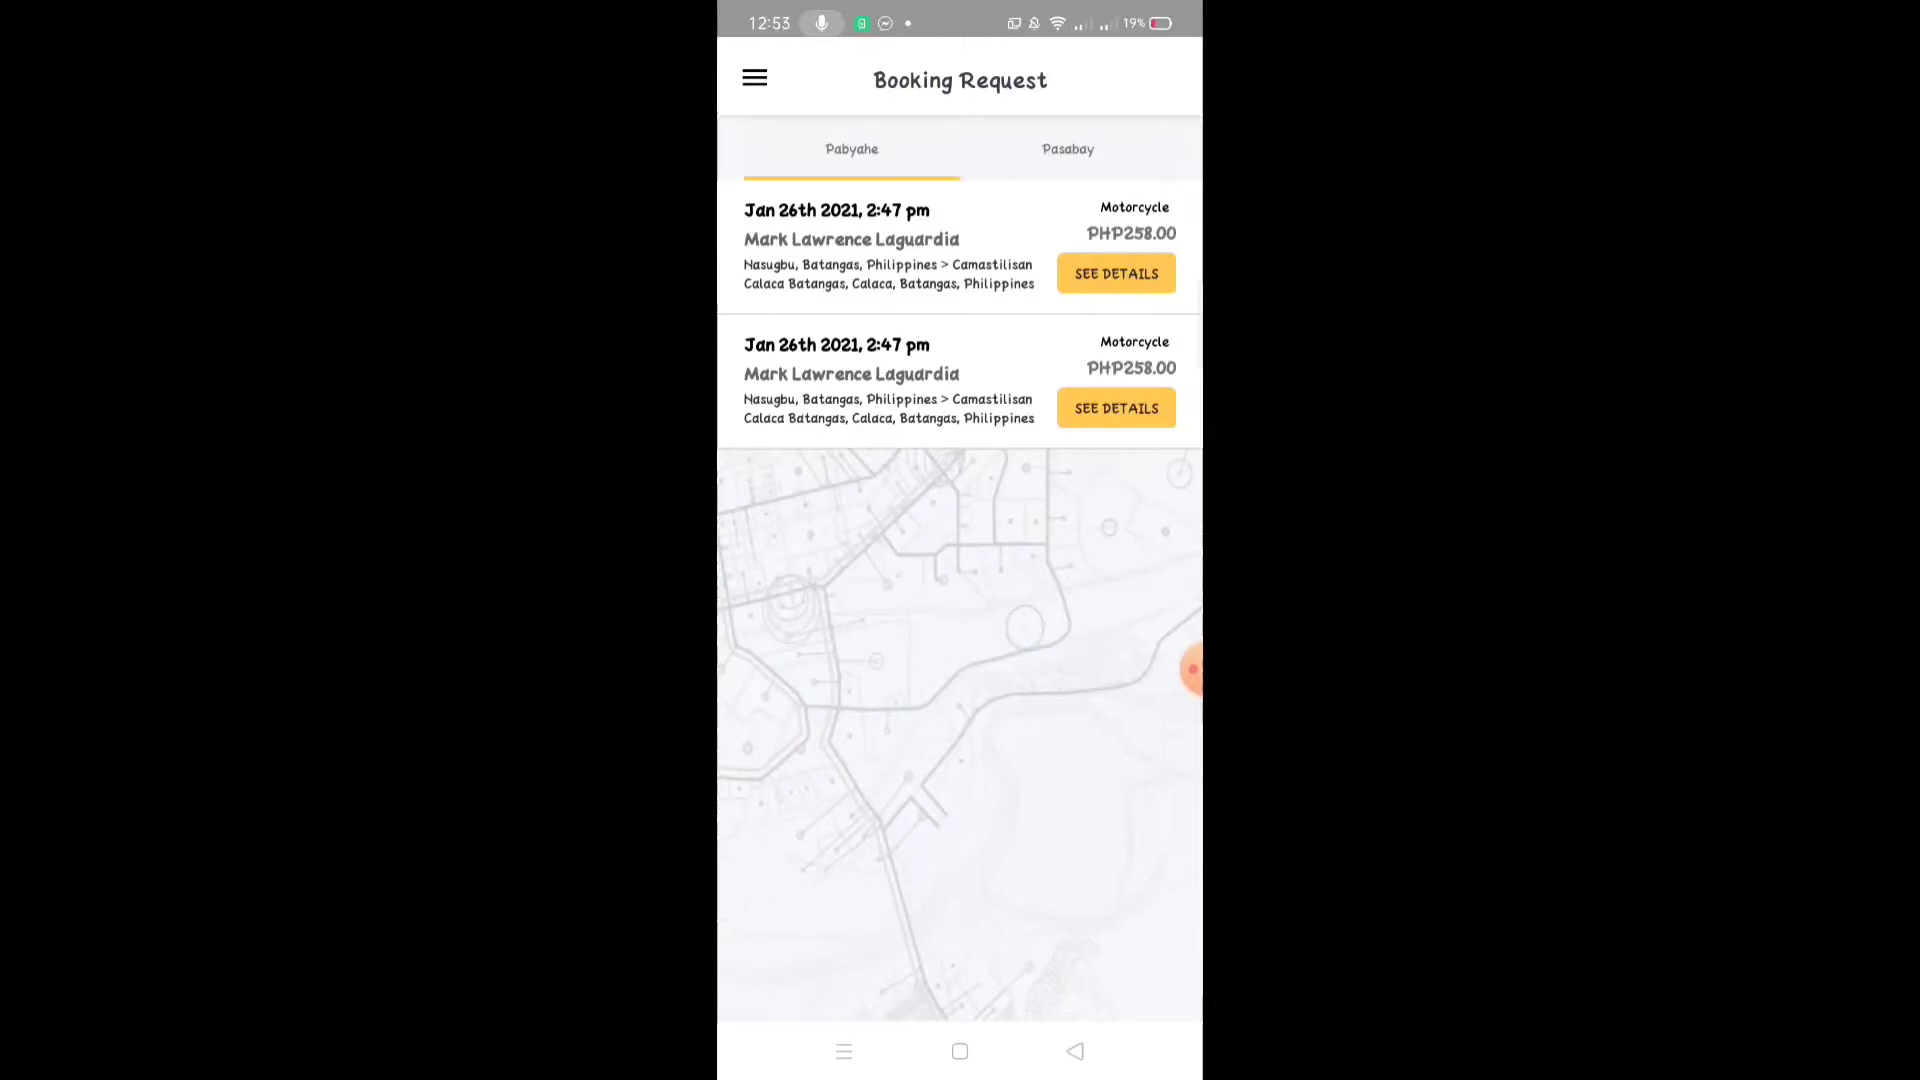 12:53
19%
Booking Request
Pabyahe
Pasabay
Jan 26th 2021, 2:47 pm
Motorcycle
Mark Lawrence Laguardia
PHP258.00
Nasugbu, Batangas, Philippines > Camastilisan
Calaca Batangas, Calaca, Batangas, Philippines
SEE DETAILS
Jan 26th 2021, 2:47 pm
Motorcycle
Mark Lawrence Laguardia
PHP258.00
Nasugbu, Batangas, Philippines > Camastilisan
Calaca Batangas, Calaca, Batangas, Philippines
SEE DETAILS